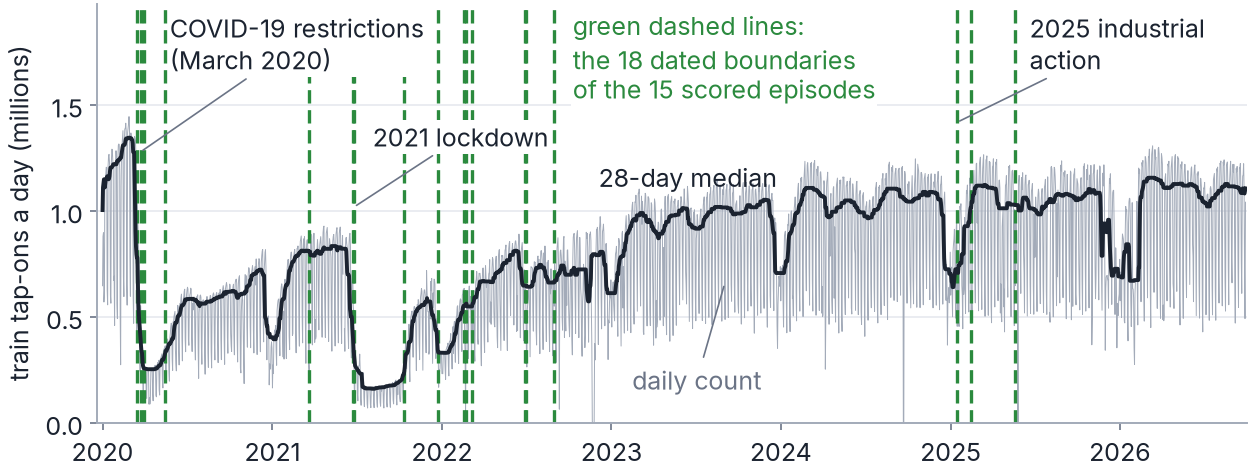 COVID-19 restrictions
(March 2020)
green dashed lines:
the 18 dated boundaries
of the 15 scored episodes
2025 industrial
action
2021 lockdown
28-day median
daily count
train tap-ons a day (millions)
1.5
1.0
0.5
0.0
2020 2021 2022 2023 2024 2025 2026